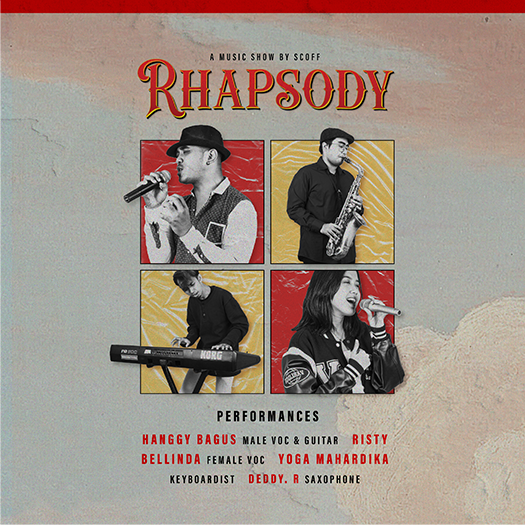 A MUSIC SHOW BY SCOFF
RHAPSODY
KORG
PERFORMANCES
HANGGY BAGUS MALE VOC & GUITAR RISTY
BELLINDA FEMALE VOC YOGA MAHARDIKA
KEYBOARDIST DEDDY. R SAXOPHONE